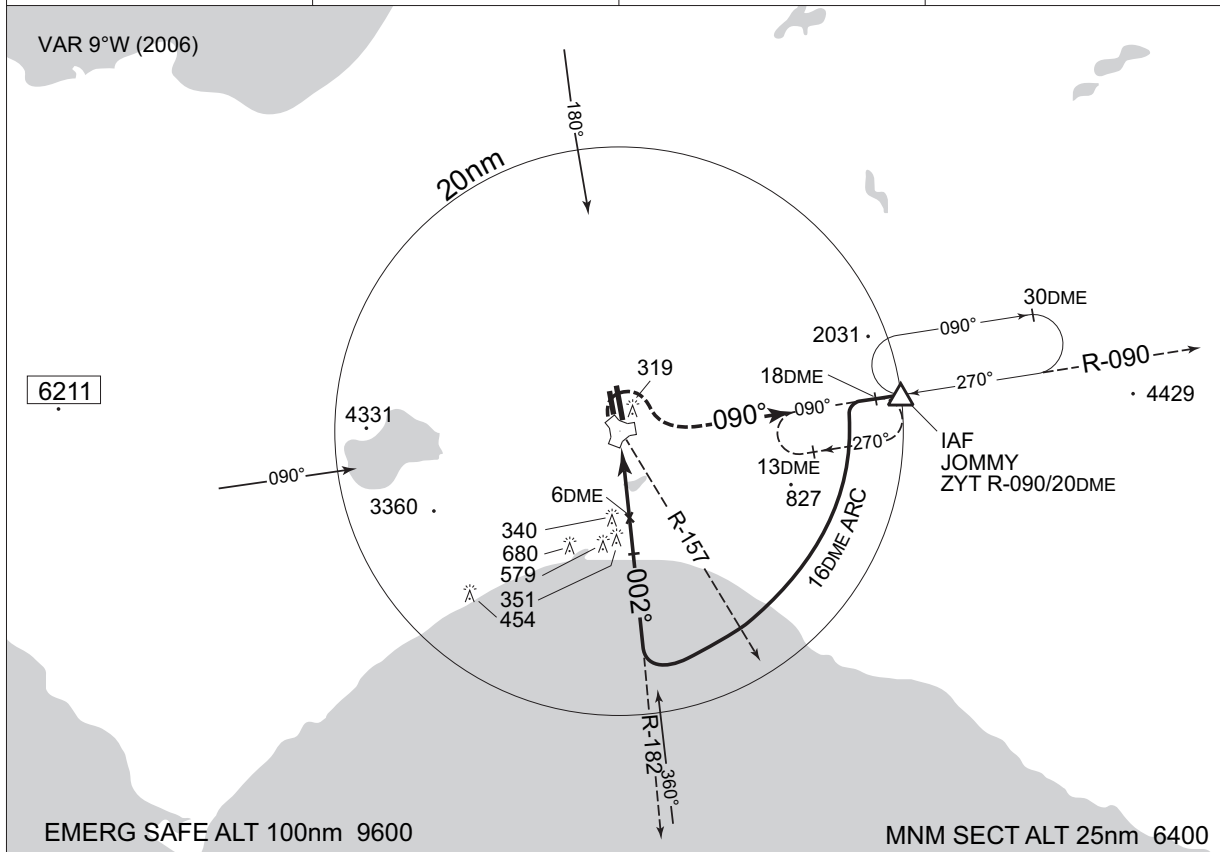 VAR 9°W (2006)
180°
20nm
30DME
090°
2031
R-090
319
18DME
270°
6211
4429
4331
090°
090°
270°
IAF
JOMMY
ZYT R-090/20DME
13DME
090°
827
6DME
3360
340
R-157
680
16DME ARC
579
002°
351
454
R-182
360°
EMERG SAFE ALT 100nm 9600
MNM SECT ALT 25nm 6400